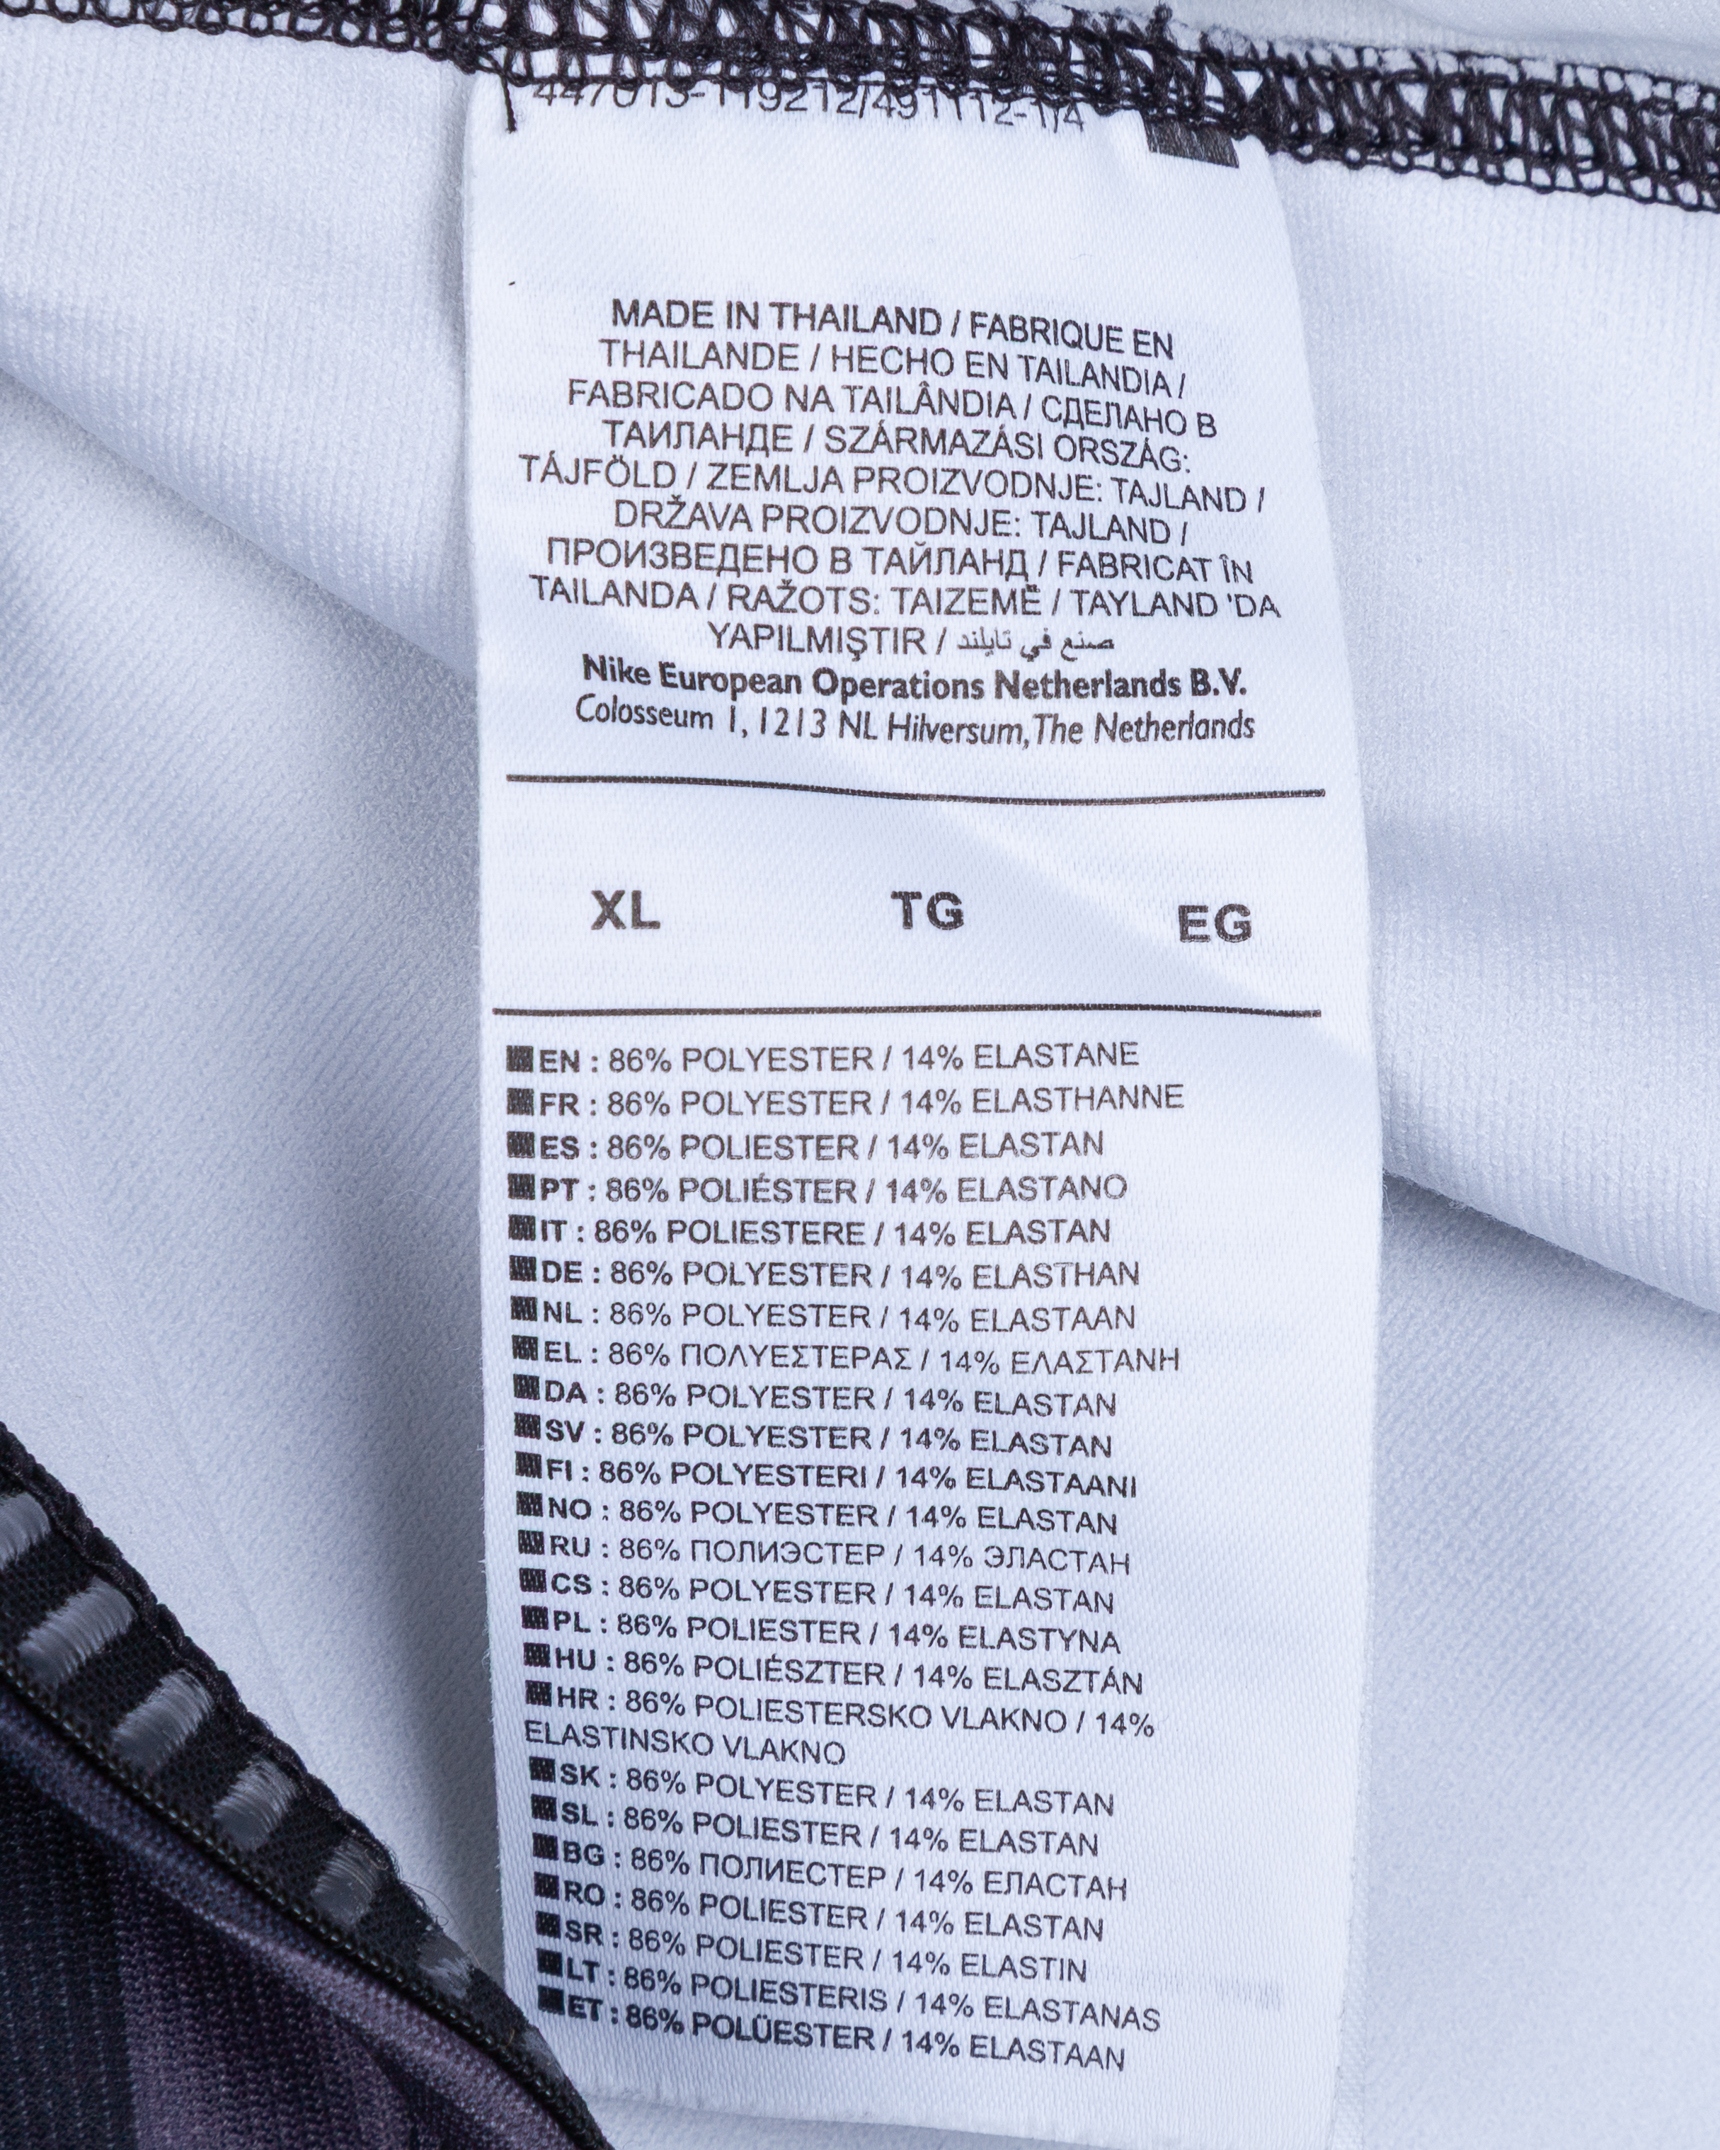 447013-119212/491112-1/4
MADE IN THAILAND / FABRIQUE EN
THAILANDE / HECHO EN TAILANDIA /
FABRICADO NA TAILÂNDIA / СДЕЛАНО В
ТАИЛАНДЕ / SZÁRMAZÁSI ORSZÁG:
TÁJFÖLD / ZEMLJA PROIZVODNJE: TAJLAND /
DRŽAVA PROIZVODNJE: TAJLAND /
ПРОИЗВЕДЕНО В ТАЙЛАНД / FABRICAT ÎN
TAILANDA / RAŽOTS: TAIZEMĒ / TAYLAND 'DA
YAPILMIŞTIR / صنع في تايلند
Nike European Operations Netherlands B.V.
Colosseum 1, 1213 NL Hilversum, The Netherlands
XL TG EG
EN : 86% POLYESTER / 14% ELASTANE
FR : 86% POLYESTER / 14% ELASTHANNE
ES : 86% POLIESTER / 14% ELASTAN
PT : 86% POLIÉSTER / 14% ELASTANO
IT : 86% POLIESTERE / 14% ELASTAN
DE : 86% POLYESTER / 14% ELASTHAN
NL : 86% POLYESTER / 14% ELASTAAN
EL : 86% ΠΟΛΥΕΣΤΕΡΑΣ / 14% ΕΛΑΣΤΑΝΗ
DA : 86% POLYESTER / 14% ELASTAN
SV : 86% POLYESTER / 14% ELASTAN
FI : 86% POLYESTERI / 14% ELASTAANI
NO : 86% POLYESTER / 14% ELASTAN
RU : 86% ПОЛИЭСТЕР / 14% ЭЛАСТАН
CS : 86% POLYESTER / 14% ELASTAN
PL : 86% POLIESTER / 14% ELASTYNA
HU : 86% POLIÉSZTER / 14% ELASZTÁN
HR : 86% POLIESTERSKO VLAKNO / 14%
ELASTINSKO VLAKNO
SK : 86% POLYESTER / 14% ELASTAN
SL : 86% POLIESTER / 14% ELASTAN
BG : 86% ПОЛИЕСТЕР / 14% ЕЛАСТАН
RO : 86% POLIESTER / 14% ELASTAN
SR : 86% POLIESTER / 14% ELASTIN
LT : 86% POLIESTERIS / 14% ELASTANAS
ET : 86% POLÜESTER / 14% ELASTAAN